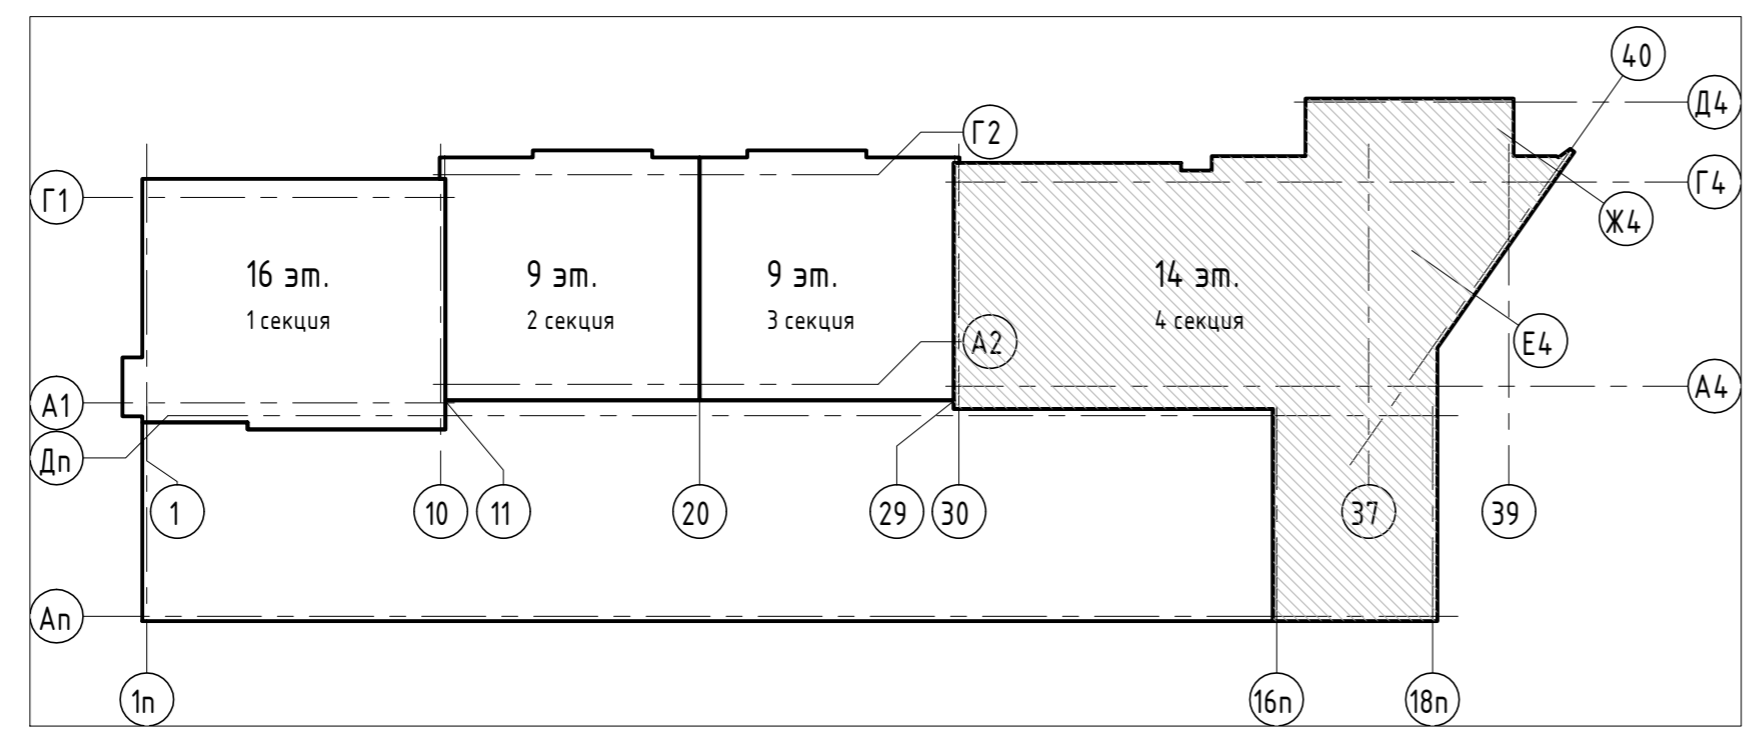 40
Д4
Г2
Г4
Г1
Ж4
16 эт.
1 секция
9 эт.
2 секция
9 эт.
3 секция
14 эт.
4 секция
А2
Е4
А4
А1
Дп
1
10
11
20
29
30
37
39
Ап
1п
16п
18п